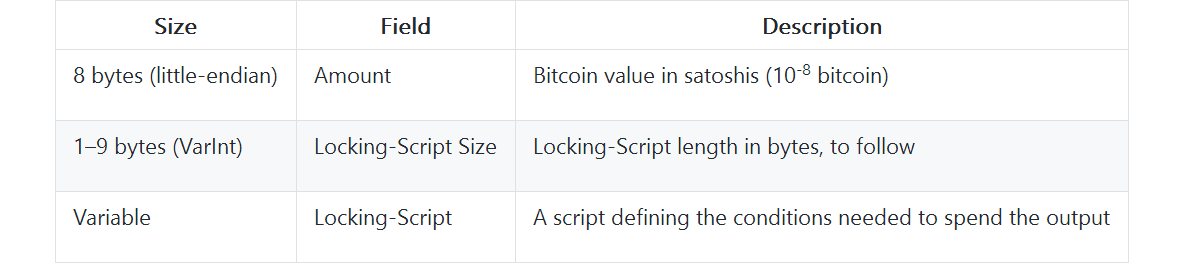 Size Field Description
8 bytes (little-endian) Amount Bitcoin value in satoshis (10⁻⁸ bitcoin)
1–9 bytes (VarInt) Locking-Script Size Locking-Script length in bytes, to follow
Variable Locking-Script A script defining the conditions needed to spend the output